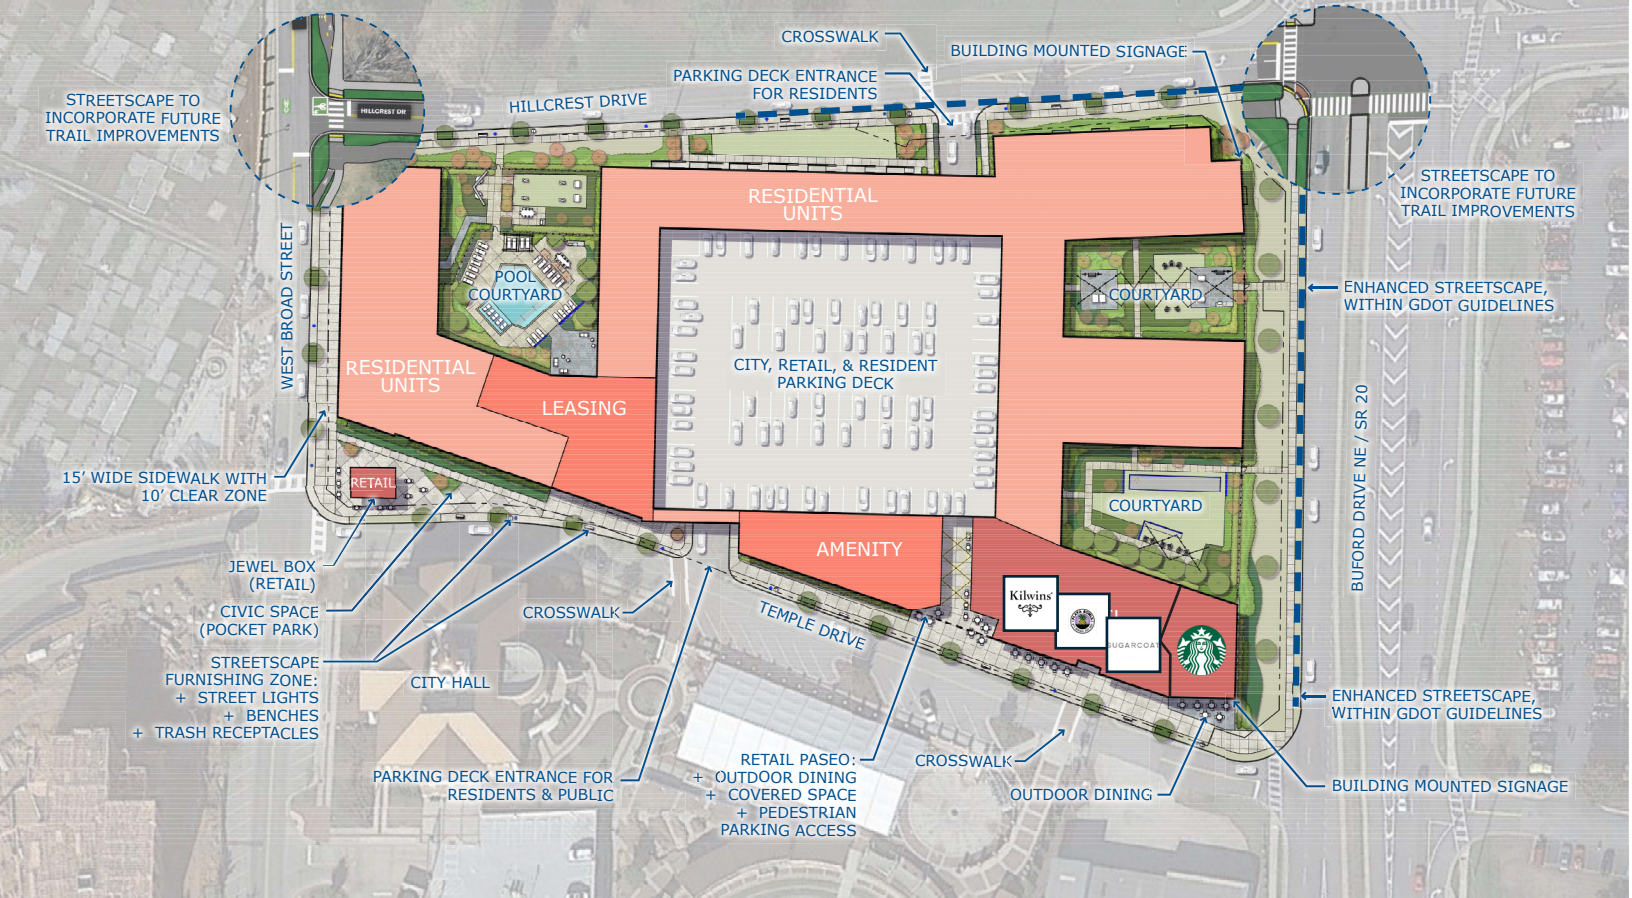 CROSSWALK
BUILDING MOUNTED SIGNAGE
PARKING DECK ENTRANCE
FOR RESIDENTS
HILLCREST DRIVE
HILLCREST DR
STREETSCAPE TO
INCORPORATE FUTURE
TRAIL IMPROVEMENTS
STREETSCAPE TO
INCORPORATE FUTURE
TRAIL IMPROVEMENTS
RESIDENTIAL
UNITS
WEST BROAD STREET
POOL
COURTYARD
COURTYARD
ENHANCED STREETSCAPE,
WITHIN GDOT GUIDELINES
RESIDENTIAL
UNITS
CITY, RETAIL, & RESIDENT
PARKING DECK
LEASING
BUFORD DRIVE NE / SR 20
15' WIDE SIDEWALK WITH
10' CLEAR ZONE
RETAIL
COURTYARD
AMENITY
JEWEL BOX
(RETAIL)
CIVIC SPACE
(POCKET PARK)
CROSSWALK
TEMPLE DRIVE
Kilwins
SUGARCOAT
STREETSCAPE
FURNISHING ZONE:
+ STREET LIGHTS
+ BENCHES
+ TRASH RECEPTACLES
CITY HALL
ENHANCED STREETSCAPE,
WITHIN GDOT GUIDELINES
PARKING DECK ENTRANCE FOR
RESIDENTS & PUBLIC
RETAIL PASEO:
+ OUTDOOR DINING
+ COVERED SPACE
+ PEDESTRIAN
PARKING ACCESS
CROSSWALK
OUTDOOR DINING
BUILDING MOUNTED SIGNAGE